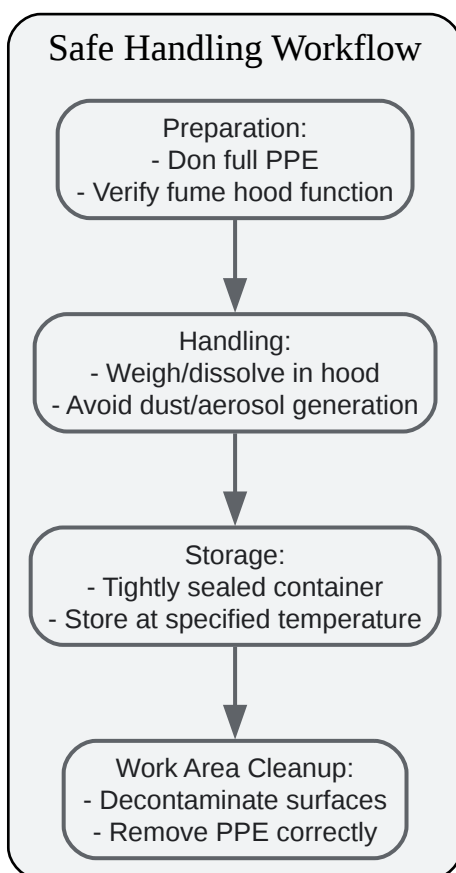 Safe Handling Workflow
Preparation:
- Don full PPE
- Verify fume hood function
Handling:
- Weigh/dissolve in hood
- Avoid dust/aerosol generation
Storage:
- Tightly sealed container
- Store at specified temperature
Work Area Cleanup:
- Decontaminate surfaces
- Remove PPE correctly